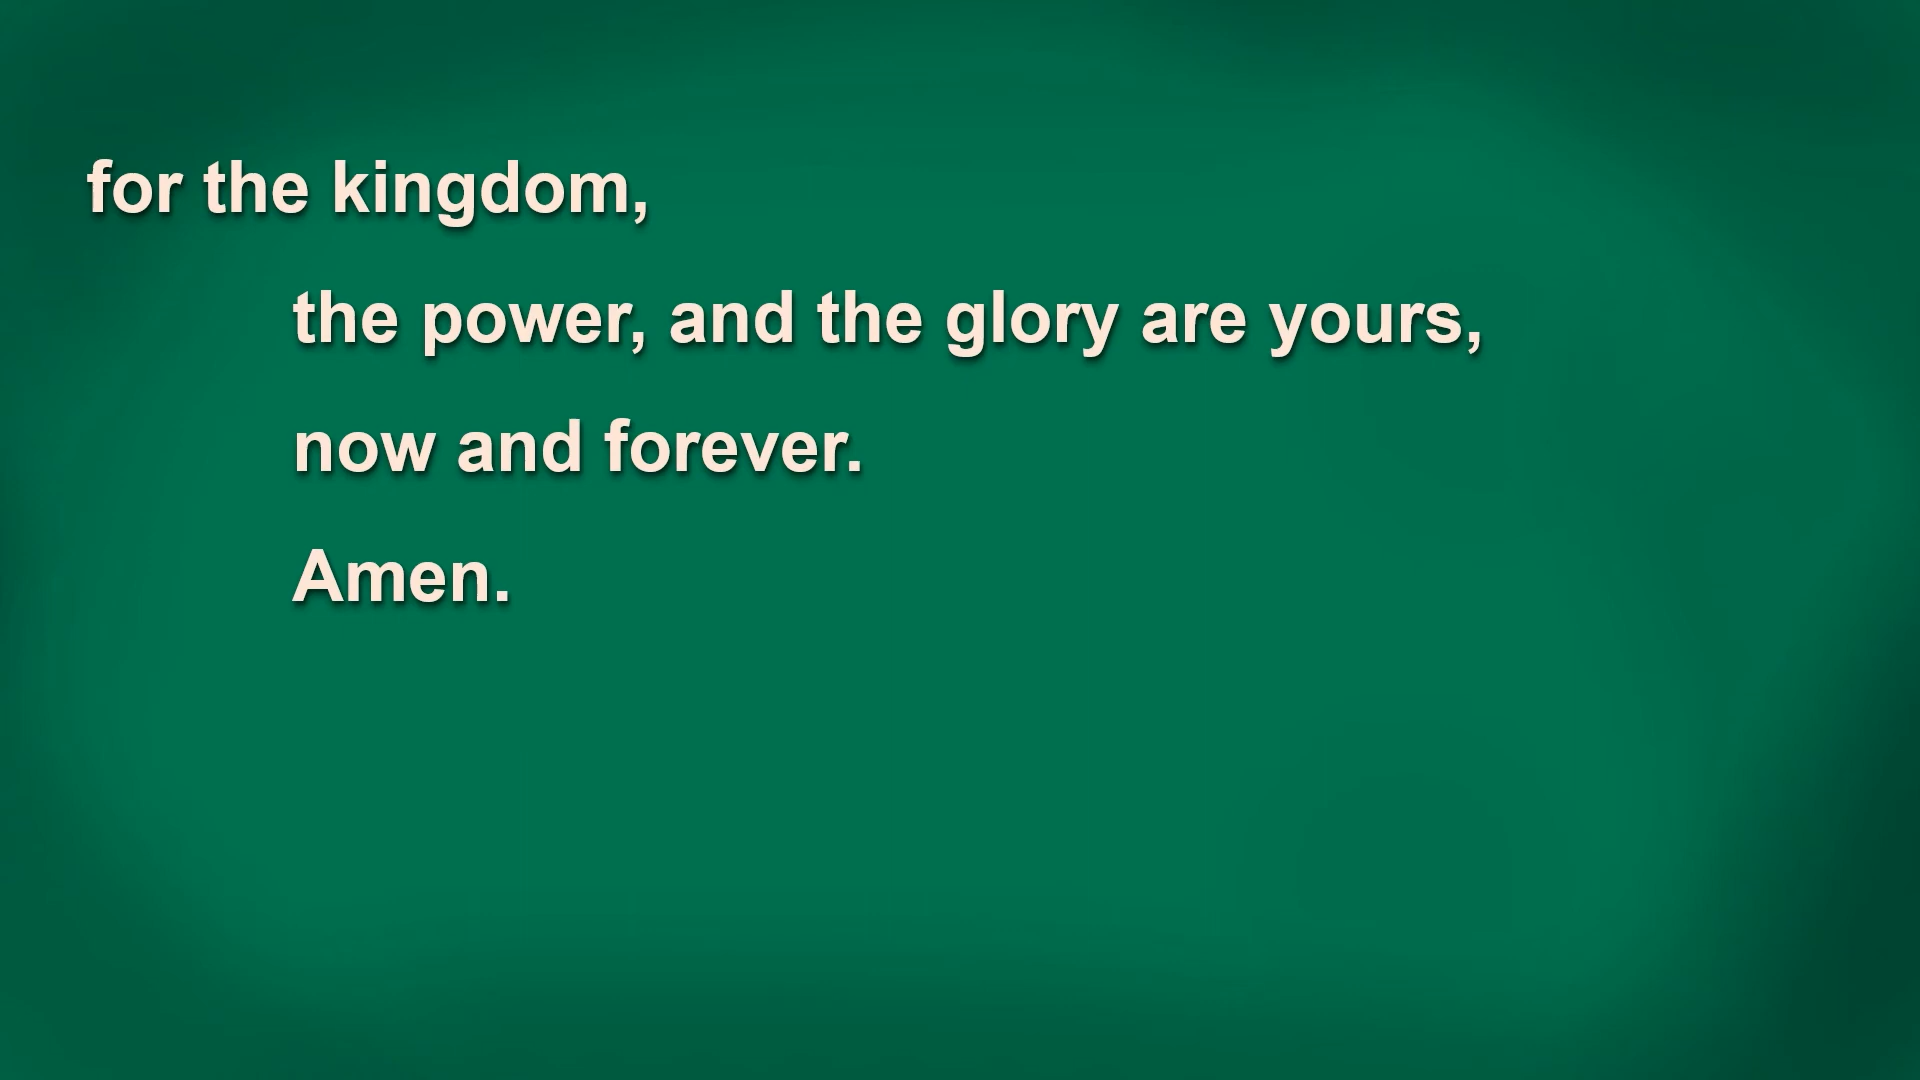 for the kingdom,
the power, and the glory are yours,
now and forever.
Amen.